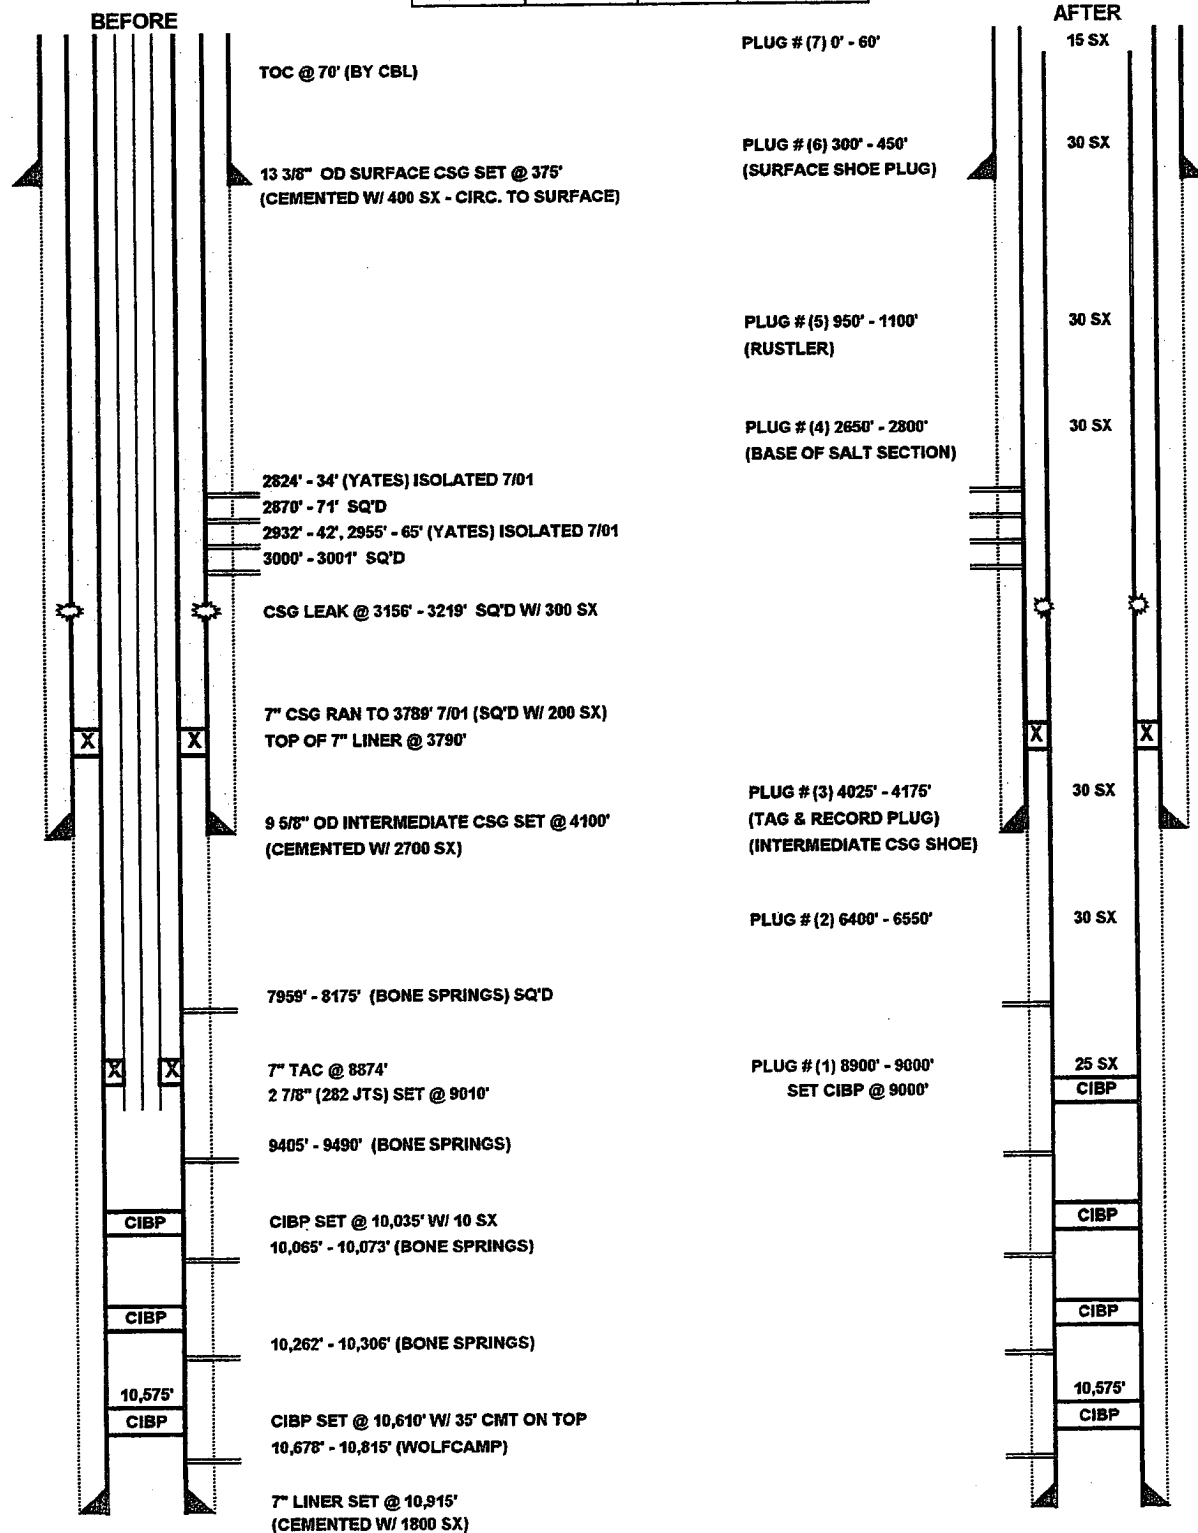 BEFORE
TOC @ 70' (BY CBL)
13 3/8" OD SURFACE CSG SET @ 375'
(CEMENTED W/ 400 SX - CIRC. TO SURFACE)
2824' - 34' (YATES) ISOLATED 7/01
2870' - 71' SQ'D
2932' - 42', 2955' - 65' (YATES) ISOLATED 7/01
3000' - 3001' SQ'D
CSG LEAK @ 3156' - 3219' SQ'D W/ 300 SX
7" CSG RAN TO 3789' 7/01 (SQ'D W/ 200 SX)
X X TOP OF 7" LINER @ 3790'
9 5/8" OD INTERMEDIATE CSG SET @ 4100'
(CEMENTED W/ 2700 SX)
7959' - 8175' (BONE SPRINGS) SQ'D
X X 7" TAC @ 8874'
2 7/8" (282 JTS) SET @ 9010'
9405' - 9490' (BONE SPRINGS)
CIBP CIBP SET @ 10,035' W/ 10 SX
10,065' - 10,073' (BONE SPRINGS)
CIBP
10,262' - 10,306' (BONE SPRINGS)
10,575'
CIBP CIBP SET @ 10,610' W/ 35' CMT ON TOP
10,678' - 10,815' (WOLFCAMP)
7" LINER SET @ 10,915'
(CEMENTED W/ 1800 SX)
AFTER
PLUG # (7) 0' - 60' 15 SX
PLUG # (6) 300' - 450' 30 SX
(SURFACE SHOE PLUG)
PLUG # (5) 950' - 1100' 30 SX
(RUSTLER)
PLUG # (4) 2650' - 2800' 30 SX
(BASE OF SALT SECTION)
X X
PLUG # (3) 4025' - 4175' 30 SX
(TAG & RECORD PLUG)
(INTERMEDIATE CSG SHOE)
PLUG # (2) 6400' - 6550' 30 SX
PLUG # (1) 8900' - 9000' 25 SX
SET CIBP @ 9000' CIBP
CIBP
CIBP
10,575'
CIBP